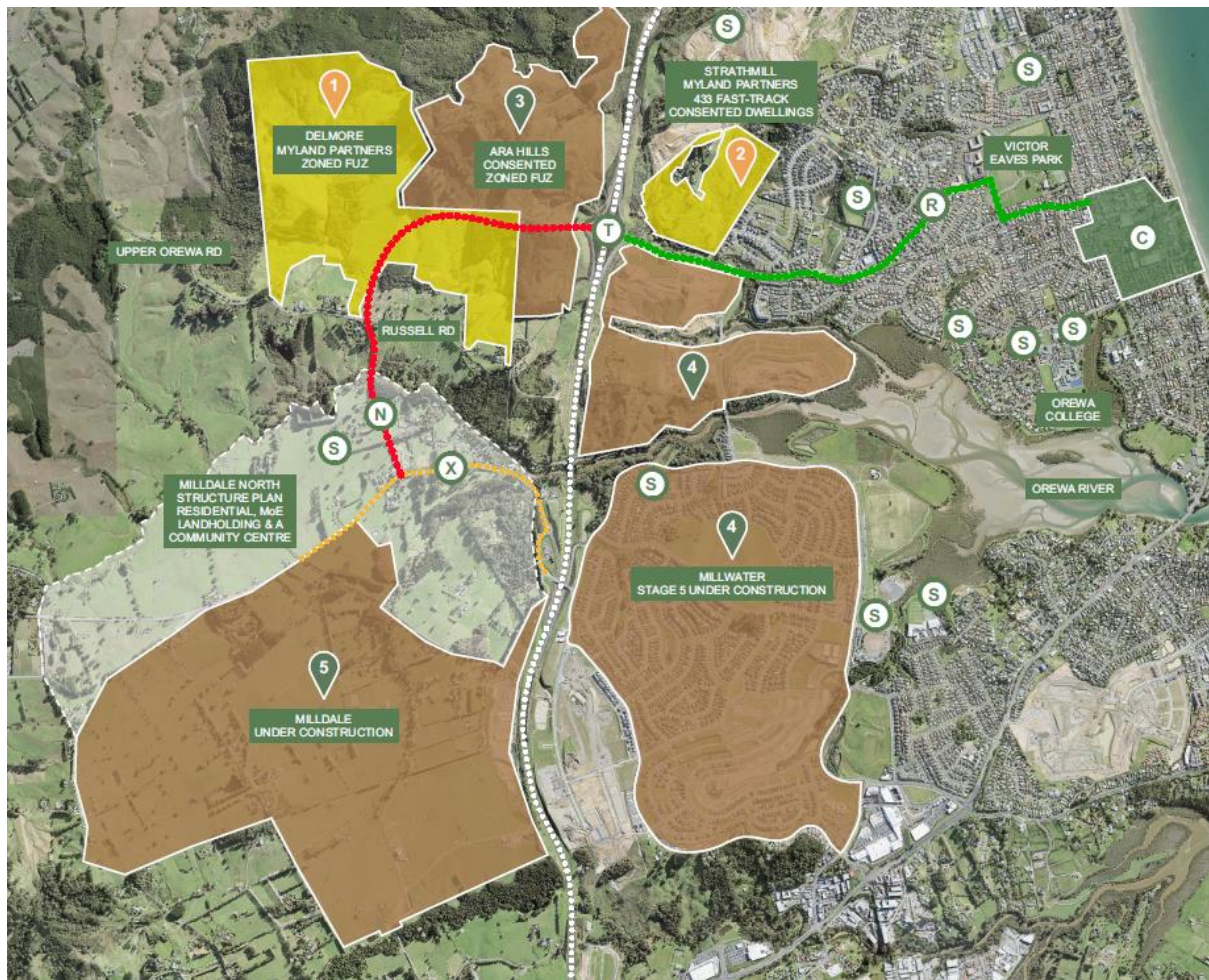 S
S
STRATHMILL
MYLAND PARTNERS
433 FAST-TRACK
CONSENTED DWELLINGS
1
DELMORE
MYLAND PARTNERS
ZONED FUZ
3
ARA HILLS
CONSENTED
ZONED FUZ
2
VICTOR
EAVES PARK
S
R
T
C
UPPER OREWA RD
RUSSELL RD
S
S
S
4
OREWA
COLLEGE
N
S
X
MILLDALE NORTH
STRUCTURE PLAN
RESIDENTIAL, MoE
LANDHOLDING & A
COMMUNITY CENTRE
S
OREWA RIVER
4
MILLWATER
STAGE 5 UNDER CONSTRUCTION
S
S
5
MILLDALE
UNDER CONSTRUCTION